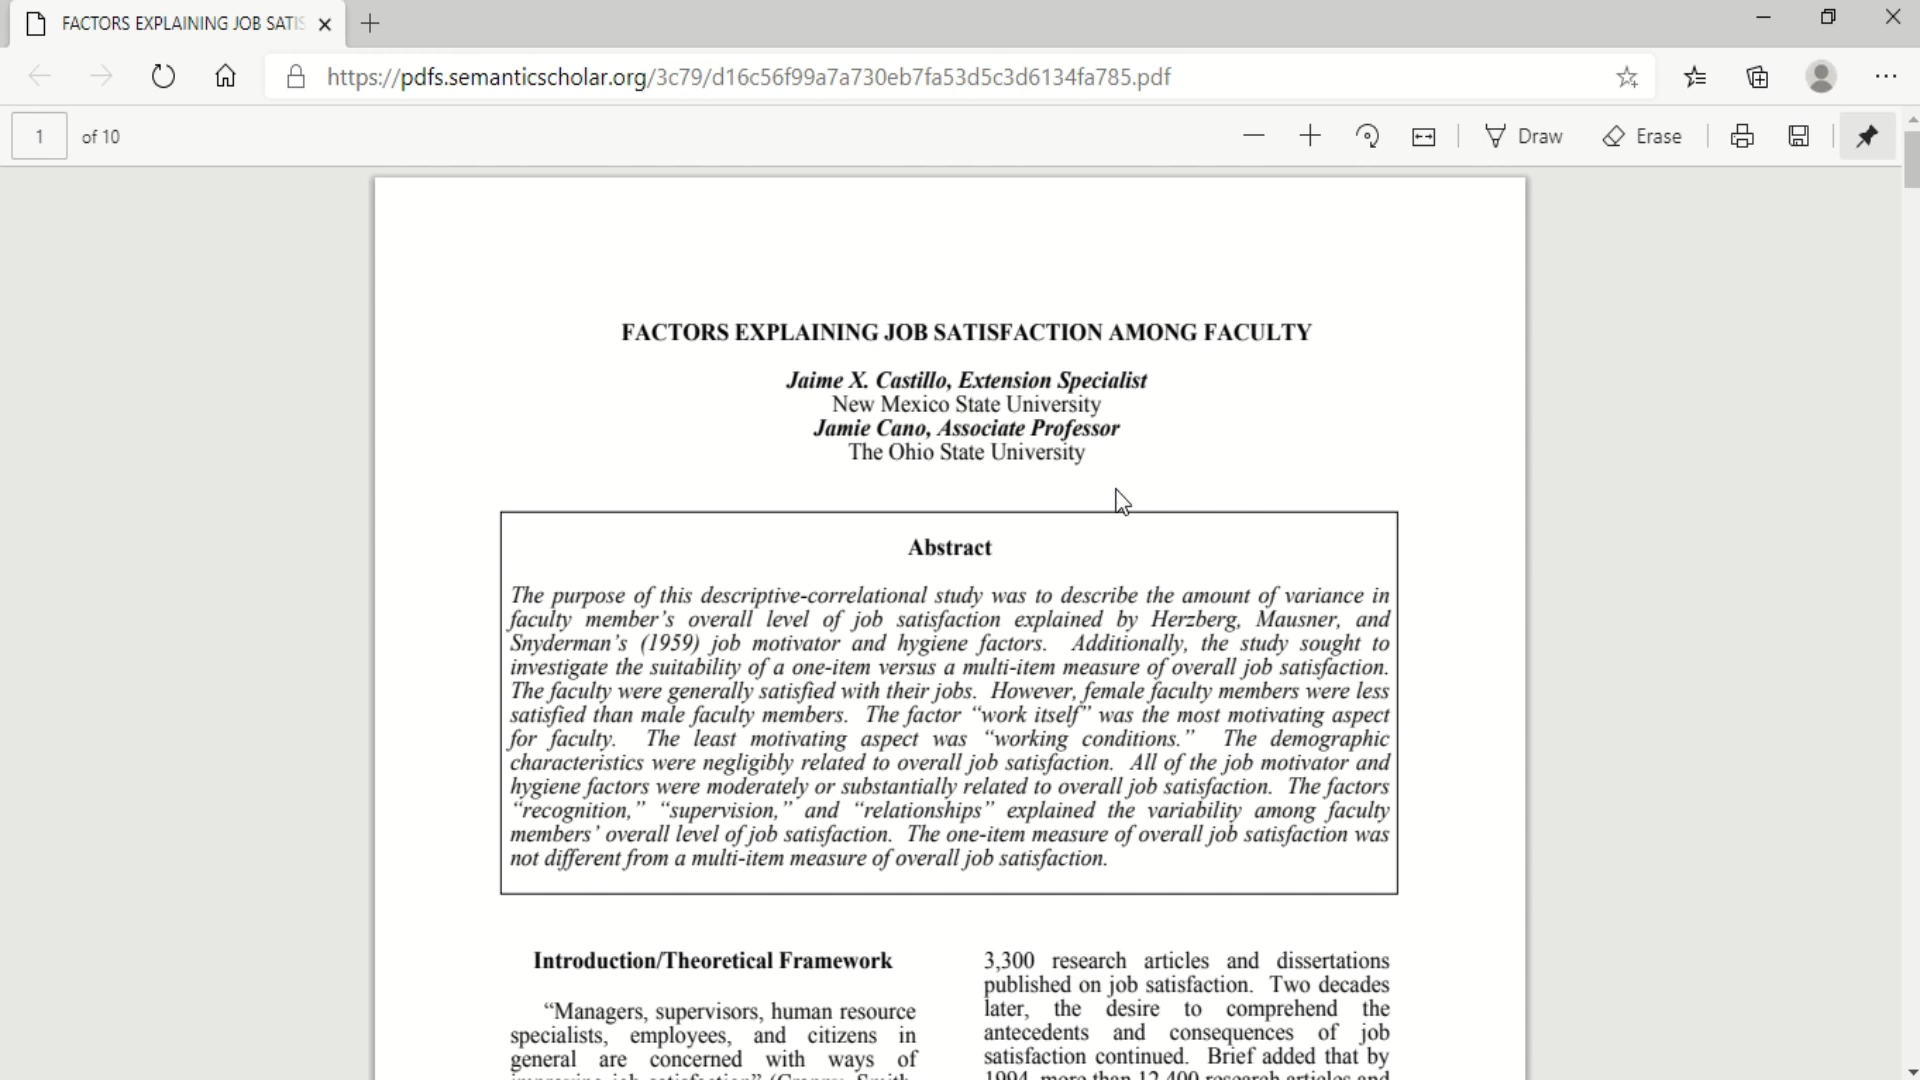 FACTORS EXPLAINING JOB SATIS
https://pdfs.semanticscholar.org/3c79/d16c56f99a7a730eb7fa53d5c3d6134fa785.pdf
1 of 10
Draw
Erase
FACTORS EXPLAINING JOB SATISFACTION AMONG FACULTY
Jaime X. Castillo, Extension Specialist
New Mexico State University
Jamie Cano, Associate Professor
The Ohio State University
Abstract
The purpose of this descriptive-correlational study was to describe the amount of variance in
faculty member’s overall level of job satisfaction explained by Herzberg, Mausner, and
Snyderman’s (1959) job motivator and hygiene factors. Additionally, the study sought to
investigate the suitability of a one-item versus a multi-item measure of overall job satisfaction.
The faculty were generally satisfied with their jobs. However, female faculty members were less
satisfied than male faculty members. The factor “work itself” was the most motivating aspect
for faculty. The least motivating aspect was “working conditions.” The demographic
characteristics were negligibly related to overall job satisfaction. All of the job motivator and
hygiene factors were moderately or substantially related to overall job satisfaction. The factors
“recognition,” “supervision,” and “relationships” explained the variability among faculty
members’ overall level of job satisfaction. The one-item measure of overall job satisfaction was
not different from a multi-item measure of overall job satisfaction.
Introduction/Theoretical Framework
“Managers, supervisors, human resource
specialists, employees, and citizens in
general are concerned with ways of
3,300 research articles and dissertations
published on job satisfaction. Two decades
later, the desire to comprehend the
antecedents and consequences of job
satisfaction continued. Brief added that by
1994, more than 12,400 research articles and